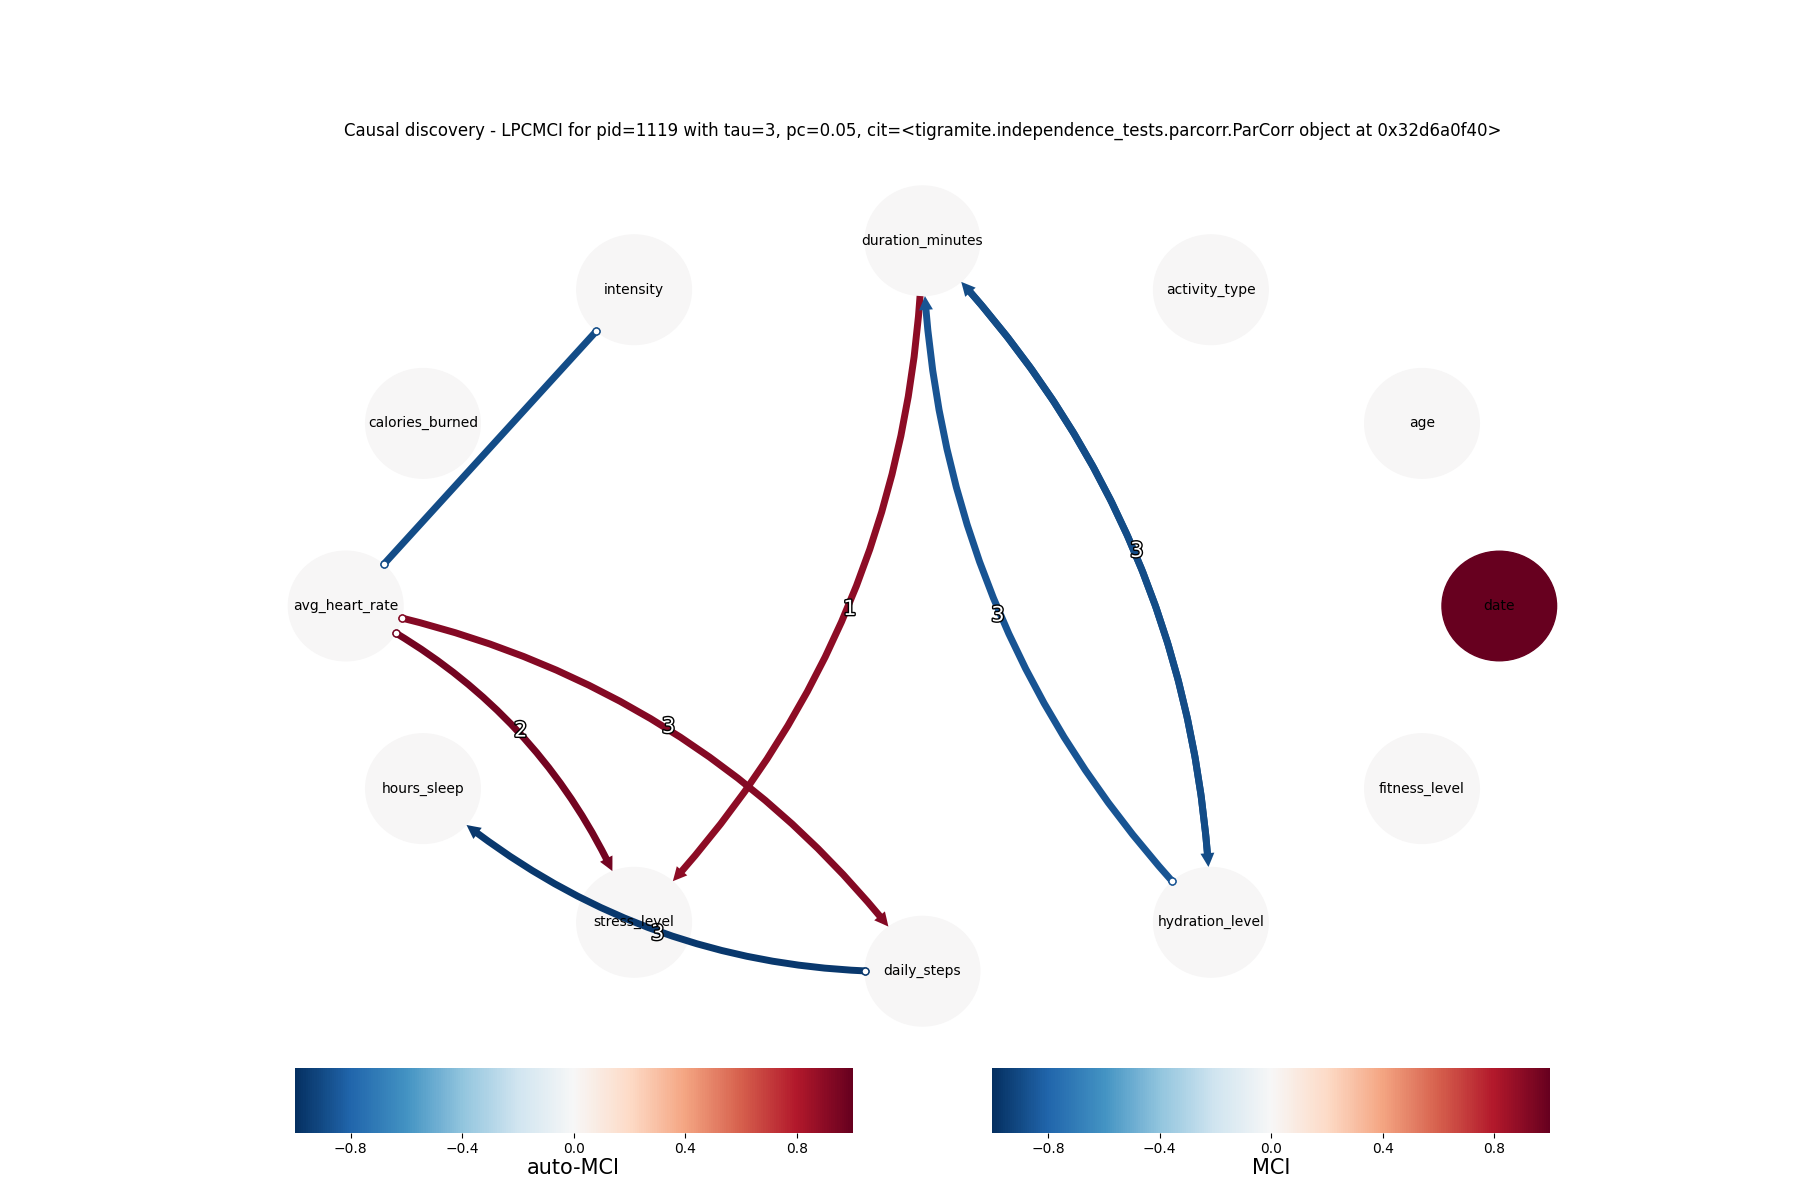 Causal discovery - LPCMCI for pid=1119 with tau=3, pc=0.05, cit=<tigramite.independence_tests.parcorr.ParCorr object at 0x32d6a0f40>
duration_minutes
intensity
activity_type
calories_burned
age
3
avg_heart_rate
date
1
3
2
3
hours_sleep
fitness_level
stress_level
hydration_level
3
daily_steps
−0.8 −0.4 0.0 0.4 0.8
auto-MCI
−0.8 −0.4 0.0 0.4 0.8
MCI